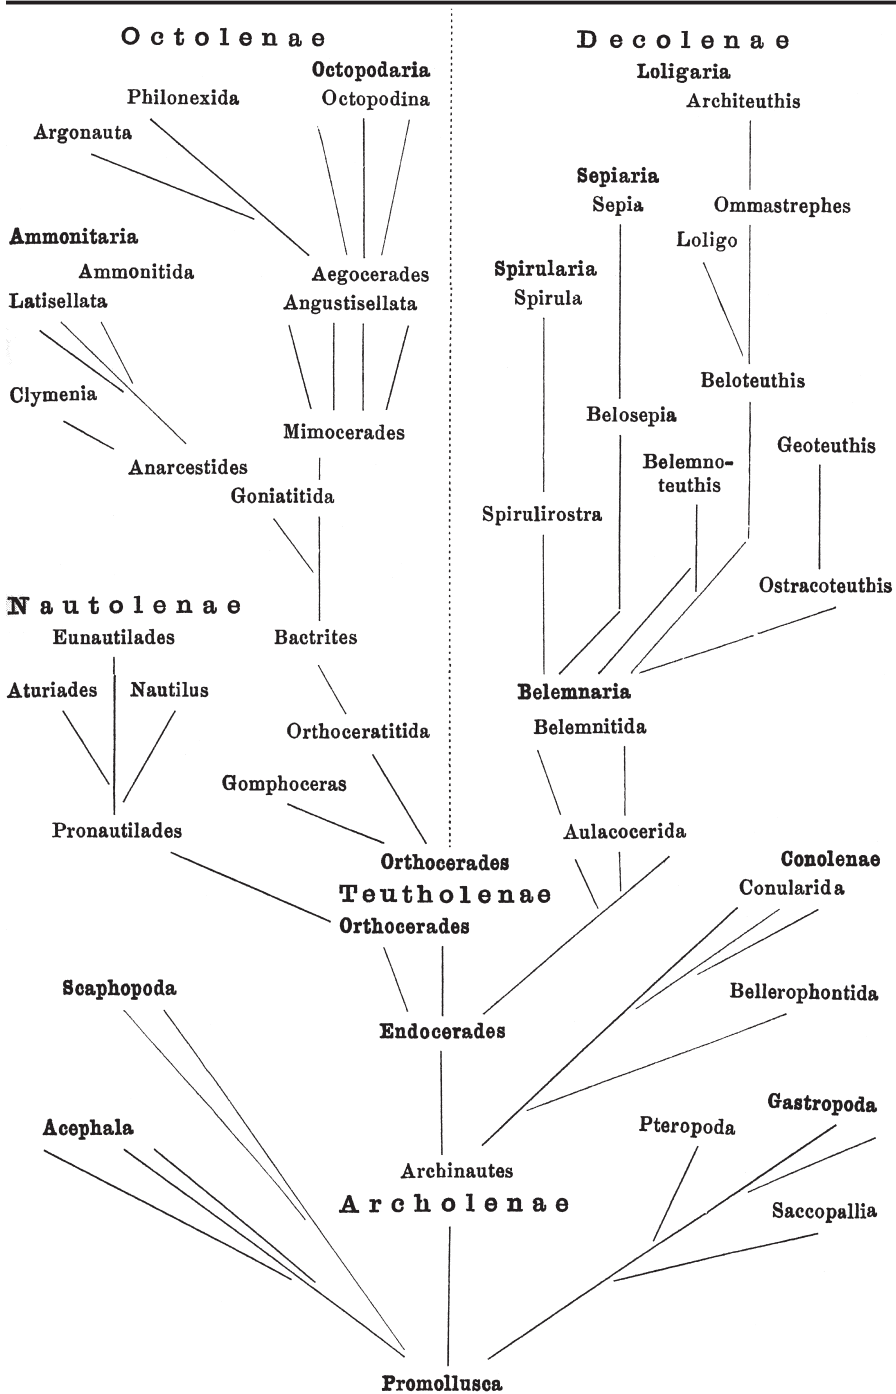 Octolenae
Octopodaria
Philonexida
Octopodina
Argonauta
Ammonitaria
Ammonitida
Latisellata
Aegocerades
Angustisellata
Clymenia
Mimocerades
Anarcestides
Goniatitida
Nautolenae
Eunautilades
Bactrites
Aturiades
Nautilus
Orthoceratitida
Gomphoceras
Pronautilades
Decolenae
Loligaria
Architeuthis
Sepiaria
Sepia
Ommastrephes
Loligo
Spirularia
Spirula
Beloteuthis
Belosepia
Geoteuthis
Belemno-
teuthis
Spirulirostra
Ostracoteuthis
Belemnaria
Belemnitida
Aulacocerida
Orthocerades
Teutholenae
Orthocerades
Conolenae
Conularida
Scaphopoda
Bellerophontida
Endocerades
Acephala
Gastropoda
Pteropoda
Archinautes
Archolenae
Saccopallia
Promollusca